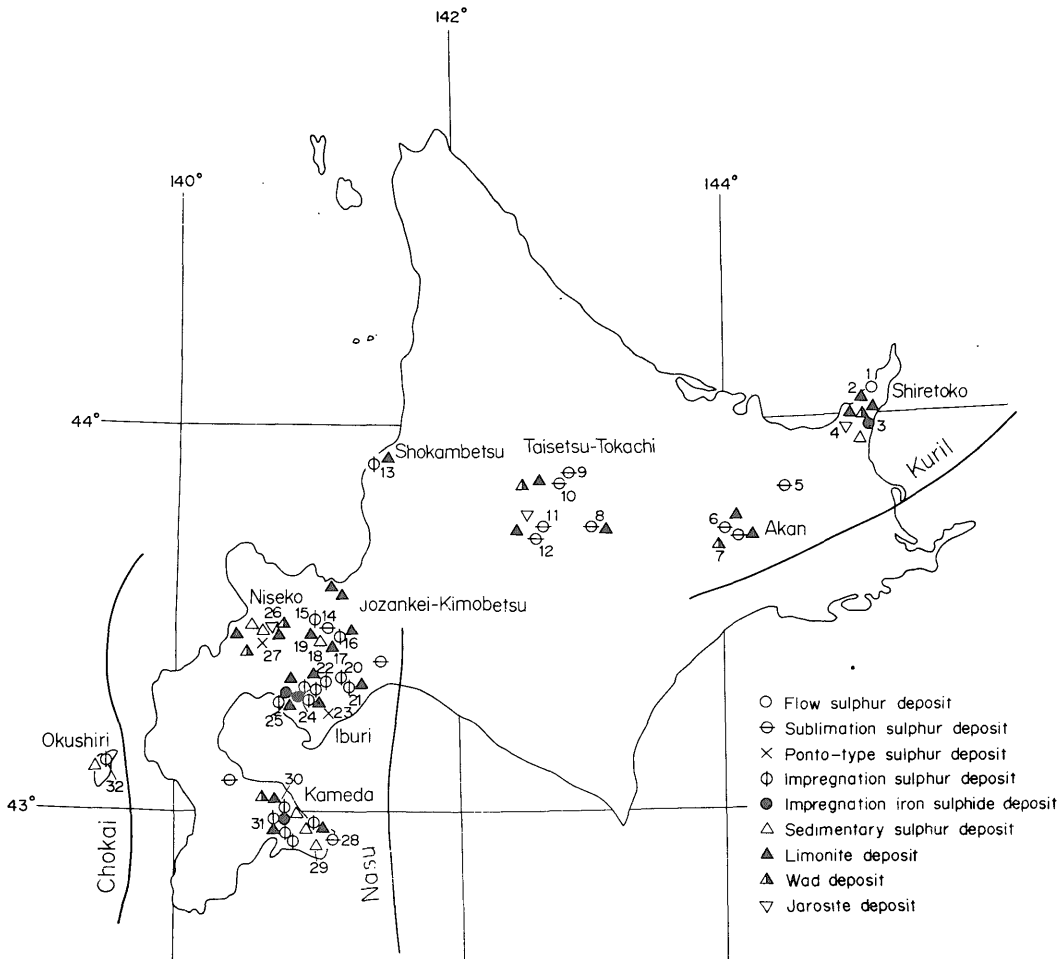 142°
140°
144°
1
2
Shiretoko
3
4
44°
Shokambetsu
13
Taisetsu-Tokachi
9
10
5
Kuril
11
8
12
6
Akan
7
Niseko
15
14
Jozankei-Kimobetsu
26
19
16
27
18
17
22
20
21
25
24
23
Iburi
Okushiri
32
43°
30
Kameda
31
28
29
Chokai
Nasu
Flow sulphur deposit
Sublimation sulphur deposit
Ponto-type sulphur deposit
Impregnation sulphur deposit
Impregnation iron sulphide deposit
Sedimentary sulphur deposit
Limonite deposit
Wad deposit
Jarosite deposit